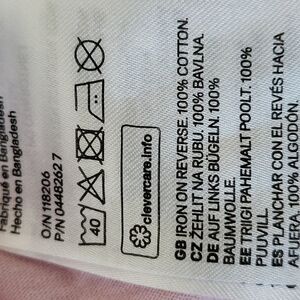 Fabriqué en Bangladesh
Hecho en Bangladesh
O/N 118206
P/N 0448262 7
40
clevercare.info
GB IRON ON REVERSE. 100% COTTON.
CZ ŽEHLIT NA RUBU. 100% BAVLNA.
DE AUF LINKS BÜGELN. 100%
BAUMWOLLE.
EE TRIIGI PAHEMALT POOLT. 100%
PUUVILL.
ES PLANCHAR CON EL REVÉS HACIA
AFUERA 100% ALGODÓN.